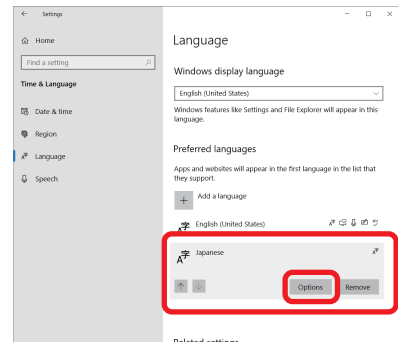 Settings
Home
Find a setting
Time & Language
Date & time
Region
Language
Speech
Language
Windows display language
English (United States)
Windows features like Settings and File Explorer will appear in this
language.
Preferred languages
Apps and websites will appear in the first language in the list that
they support.
Add a language
English (United States)
Japanese
Options
Remove
Related settings